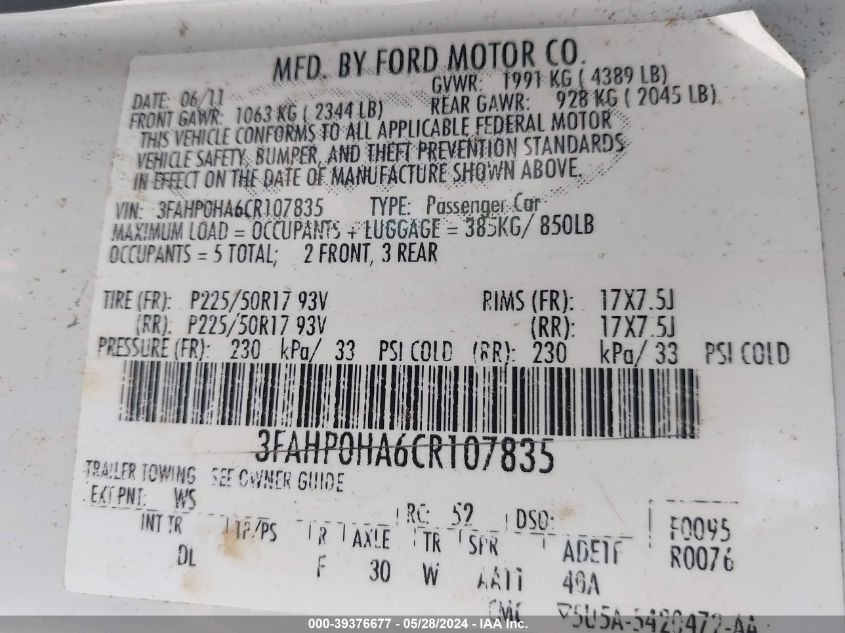 MFD. BY FORD MOTOR CO.
DATE: 06/11 GVWR: 1991 KG ( 4389 LB)
FRONT GAWR: 1063 KG ( 2344 LB) REAR GAWR: 928 KG ( 2045 LB)
THIS VEHICLE CONFORMS TO ALL APPLICABLE FEDERAL MOTOR
VEHICLE SAFETY, BUMPER, AND THEFT PREVENTION STANDARDS
IN EFFECT ON THE DATE OF MANUFACTURE SHOWN ABOVE.
VIN: 3FAHP0HA6CR107835 TYPE: Passenger Car
MAXIMUM LOAD = OCCUPANTS + LUGGAGE = 385KG/ 850LB
OCCUPANTS = 5 TOTAL; 2 FRONT, 3 REAR
TIRE (FR): P225/50R17 93V RIMS (FR): 17X7.5J
(RR): P225/50R17 93V (RR): 17X7.5J
PRESSURE (FR): 230 kPa/ 33 PSI COLD (RR): 230 kPa/ 33 PSI COLD
3FAHP0HA6CR107835
TRAILER TOWING SEE OWNER GUIDE
EXT PNT: WS RC: 52 DSO: F0095
INT TR TP/PS R AXLE TR SPR R0076
DL F 30 W AA11 40A
000-39376677 - 05/28/2024 - IAA Inc.